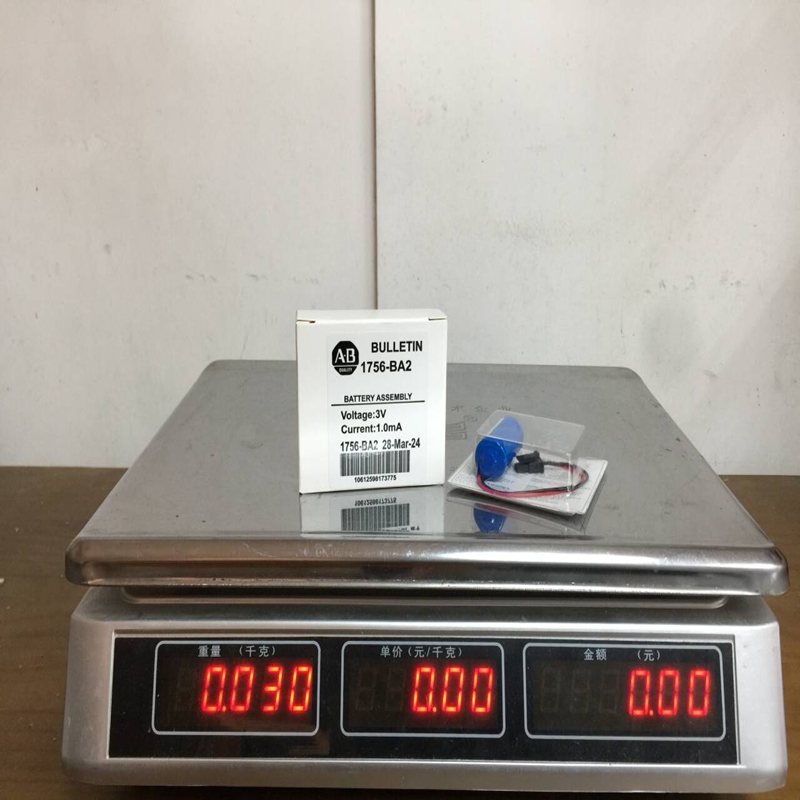 A-B
QUALITY
BULLETIN
1756-BA2
BATTERY ASSEMBLY
Voltage:3V
Current:1.0mA
1756-BA2 28-Mar-24
10612598173775
重量 (千克)
0.030
单价(元/千克)
0.00
金额 (元)
0.00